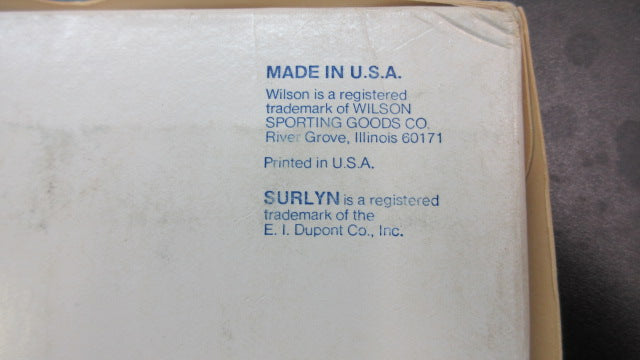 MADE IN U.S.A.
Wilson is a registered
trademark of WILSON
SPORTING GOODS CO.
River Grove, Illinois 60171
Printed in U.S.A.
SURLYN is a registered
trademark of the
E. I. Dupont Co., Inc.